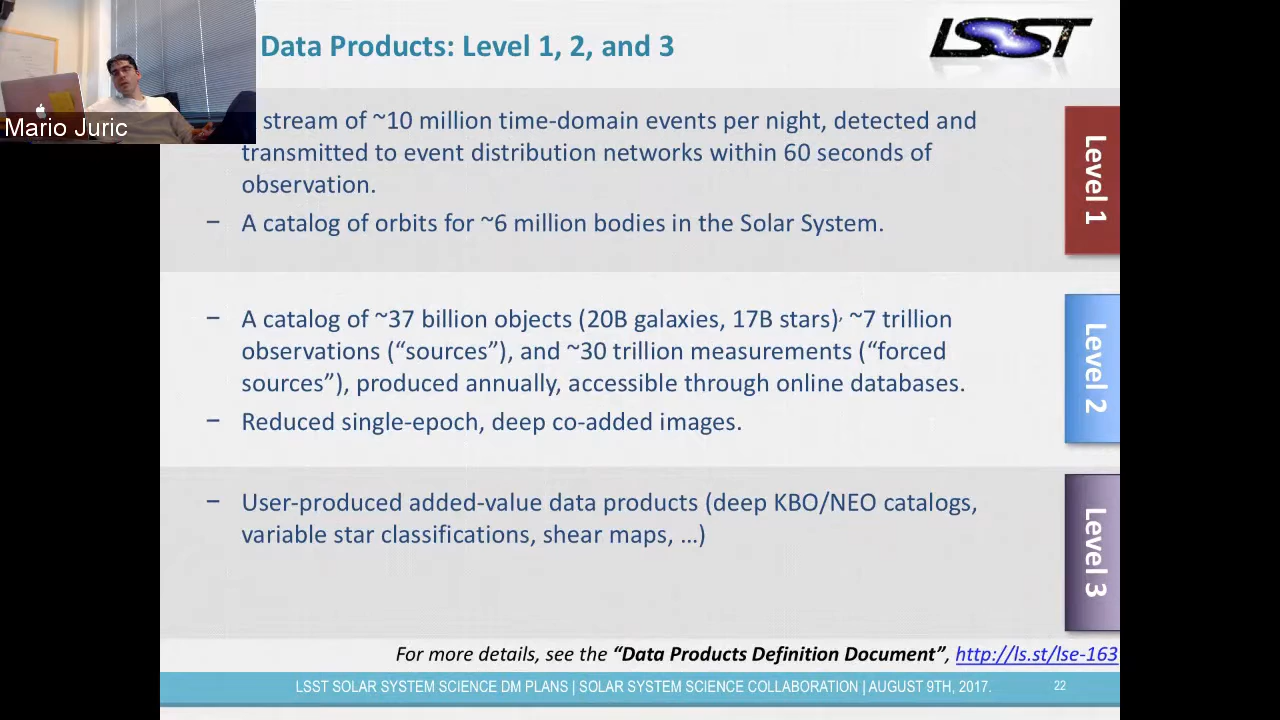 Data Products: Level 1, 2, and 3
LSST
Mario Juric
stream of ~10 million time-domain events per night, detected and
transmitted to event distribution networks within 60 seconds of
observation.
– A catalog of orbits for ~6 million bodies in the Solar System.
Level 1
– A catalog of ~37 billion objects (20B galaxies, 17B stars), ~7 trillion
observations (“sources”), and ~30 trillion measurements (“forced
sources”), produced annually, accessible through online databases.
– Reduced single-epoch, deep co-added images.
Level 2
– User-produced added-value data products (deep KBO/NEO catalogs,
variable star classifications, shear maps, …)
Level 3
For more details, see the “Data Products Definition Document”, http://ls.st/lse-163
LSST SOLAR SYSTEM SCIENCE DM PLANS | SOLAR SYSTEM SCIENCE COLLABORATION | AUGUST 9TH, 2017.
22